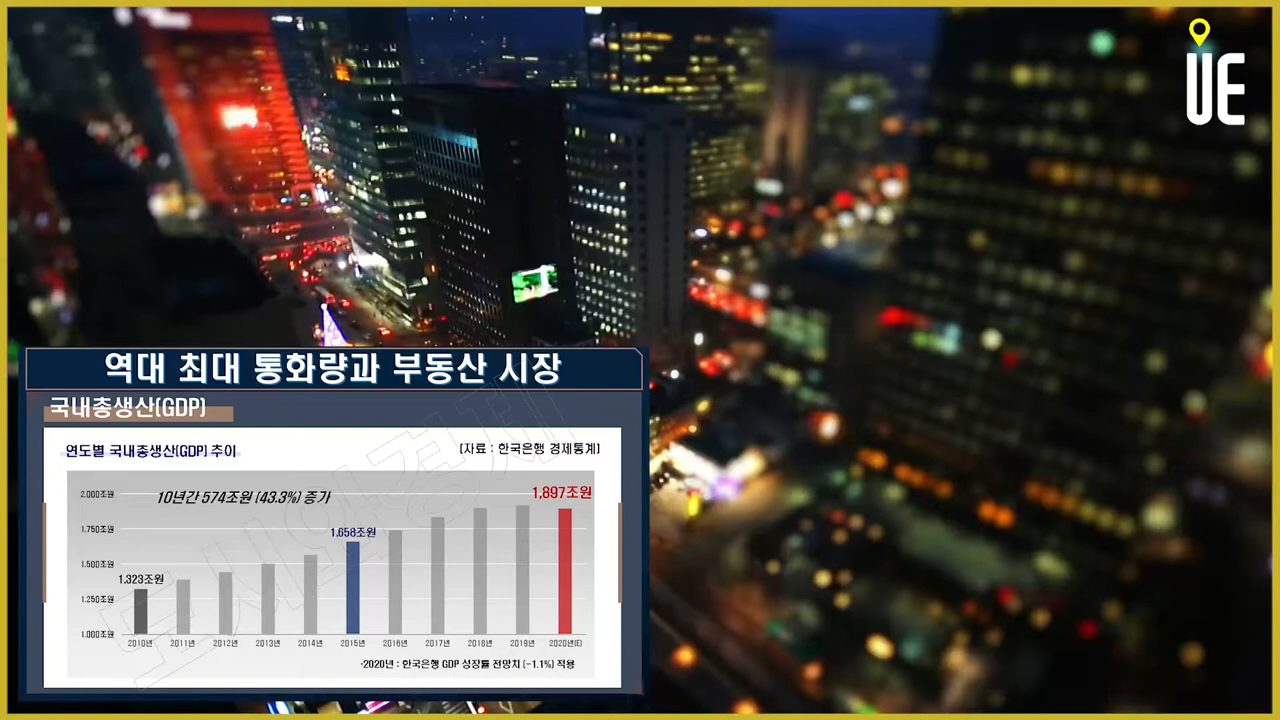 UE
역대 최대 통화량과 부동산 시장
국내총생산(GDP)
연도별 국내총생산(GDP) 추이
(자료 : 한국은행 경제통계)
10년간 574조원 (43.3%) 증가
2,000조원
1,750조원
1,500조원
1,250조원
1,000조원
1,323조원
1,658조원
1,897조원
2010년 2011년 2012년 2013년 2014년 2015년 2016년 2017년 2018년 2019년 2020년(E)
·2020년 : 한국은행 GDP 성장률 전망치 (-1.1%) 적용
도시와경제